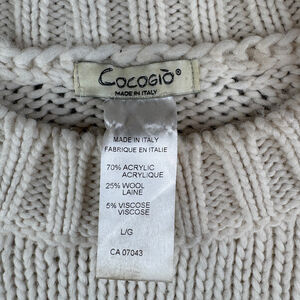 COCOGIÒ®
MADE IN ITALY
MADE IN ITALY
FABRIQUE EN ITALIE
70% ACRYLIC
ACRYLIQUE
25% WOOL
LAINE
5% VISCOSE
VISCOSE
L/G
CA 07043